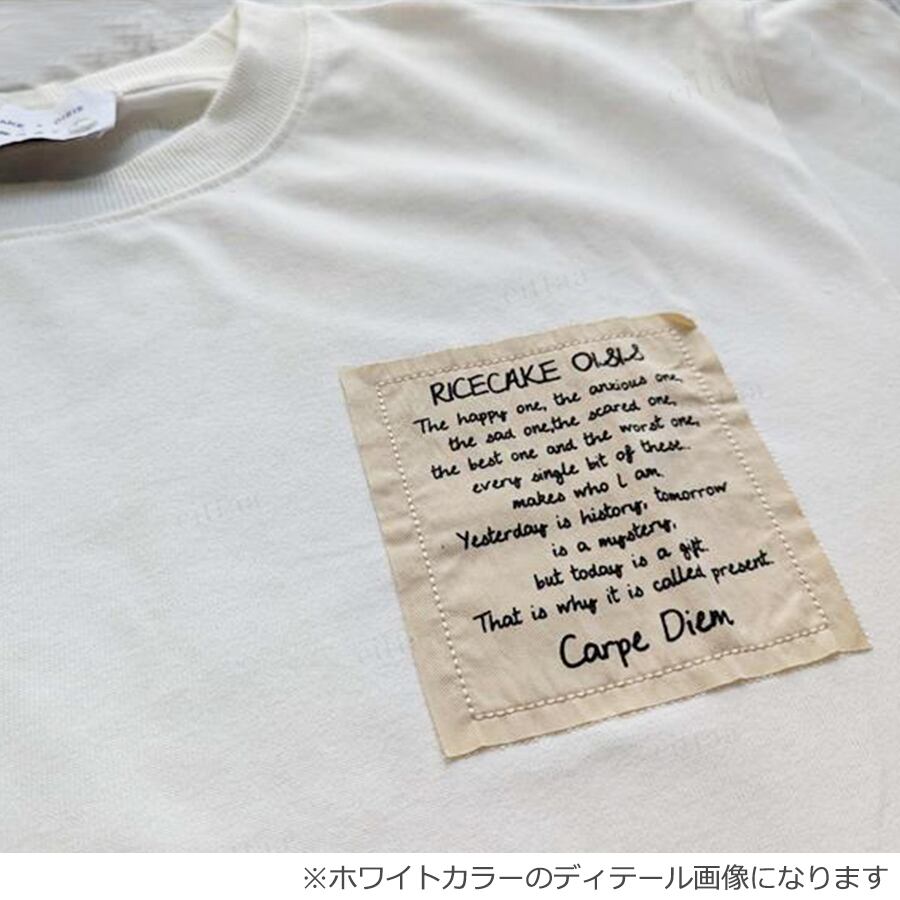 RICECAKE OISIS
The happy one, the anxious one,
the sad one,the scared one,
the best one and the worst one,
every single bit of these..
makes who I am.
Yesterday is history, tomorrow
is a mystery,
but today is a gift.
That is why it is called present.
Carpe Diem
※ホワイトカラーのディテール画像になります